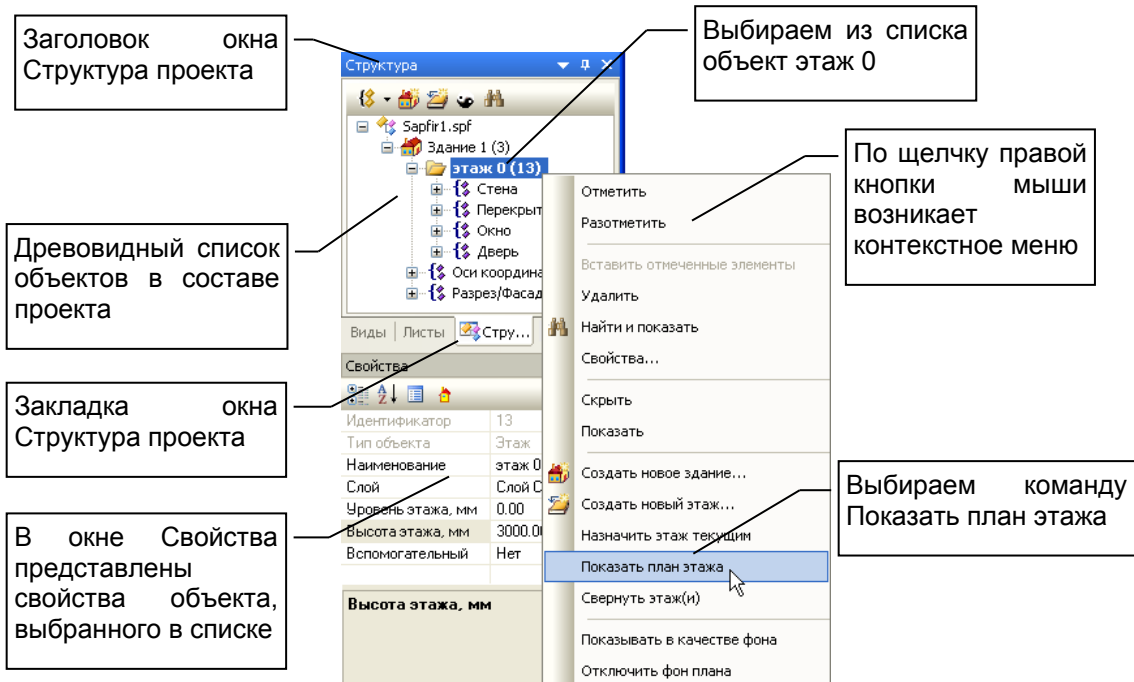 Заголовок окна
Структура проекта
Выбираем из списка
объект этаж 0
Структура
Sapfir1.spf
Здание 1 (3)
этаж 0 (13)
Стена
Перекрыт
Окно
Дверь
Оси координа
Разрез/Фасад
Древовидный список
объектов в составе
проекта
По щелчку правой
кнопки мыши
возникает
контекстное меню
Отметить
Разотметить
Вставить отмеченные элементы
Удалить
Найти и показать
Свойства...
Скрыть
Показать
Создать новое здание...
Создать новый этаж...
Назначить этаж текущим
Показать план этажа
Свернуть этаж(и)
Показывать в качестве фона
Отключить фон плана
Виды Листы Стру...
Свойства
Закладка окна
Структура проекта
Идентификатор 13
Тип объекта Этаж
Наименование этаж 0
Слой Слой С
Уровень этажа, мм 0.00
Высота этажа, мм 3000.0
Вспомогательный Нет
Высота этажа, мм
Выбираем команду
Показать план этажа
В окне Свойства
представлены
свойства объекта,
выбранного в списке